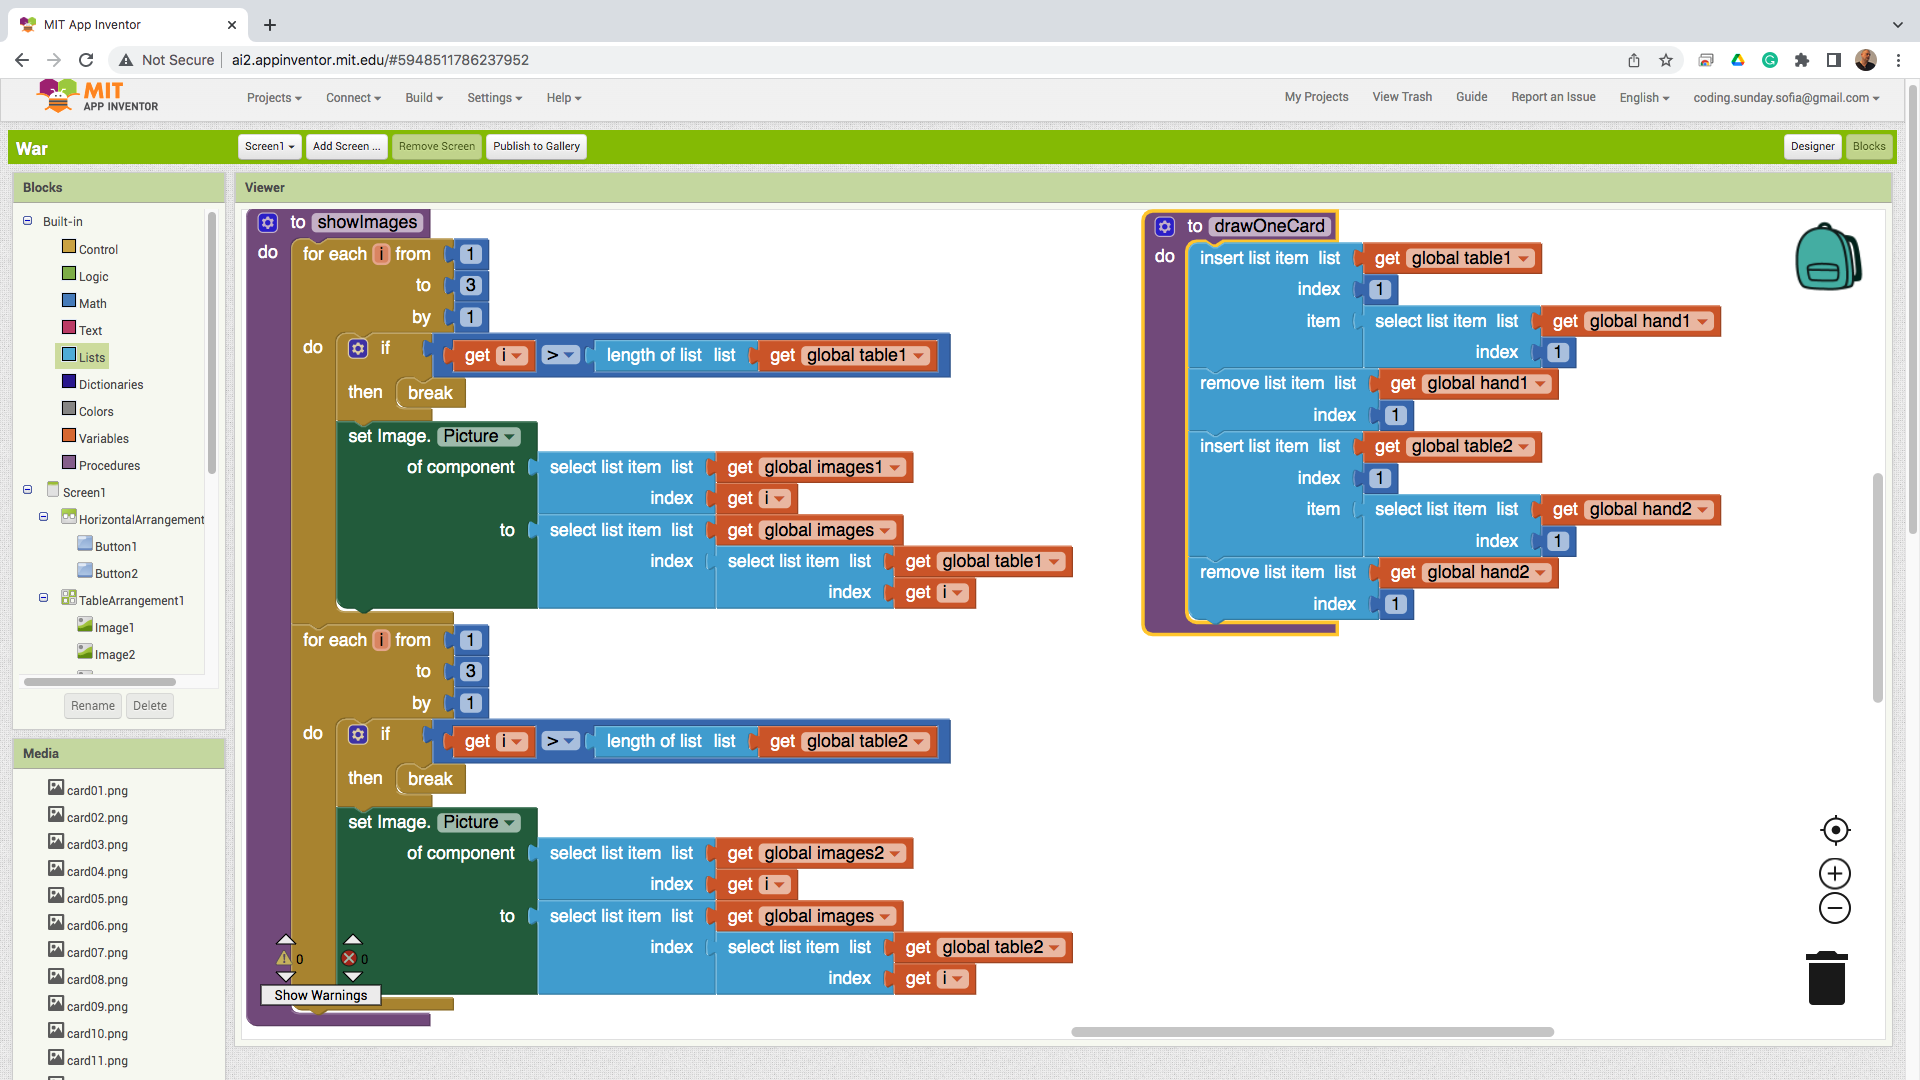 MIT App Inventor
Not Secure
ai2.appinventor.mit.edu/#5948511786237952
MIT
APP INVENTOR
Projects
Connect
Build
Settings
Help
My Projects
View Trash
Guide
Report an Issue
English
coding.sunday.sofia@gmail.com
War
Screen1
Add Screen ...
Remove Screen
Publish to Gallery
Designer
Blocks
Blocks
Built-in
Control
Logic
Math
Text
Lists
Dictionaries
Colors
Variables
Procedures
Screen1
HorizontalArrangement
Button1
Button2
TableArrangement1
Image1
Image2
Rename
Delete
Media
card01.png
card02.png
card03.png
card04.png
card05.png
card06.png
card07.png
card08.png
card09.png
card10.png
card11.png
Viewer
to showImages
do for each i from 1
to 3
by 1
do if get i > length of list list get global table1
then break
set Image. Picture
of component select list item list get global images1
index get i
to select list item list get global images
index select list item list get global table1
index get i
for each i from 1
to 3
by 1
do if get i > length of list list get global table2
then break
set Image. Picture
of component select list item list get global images2
index get i
to select list item list get global images
index select list item list get global table2
index get i
0 0
Show Warnings
to drawOneCard
do insert list item list get global table1
index 1
item select list item list get global hand1
index 1
remove list item list get global hand1
index 1
insert list item list get global table2
index 1
item select list item list get global hand2
index 1
remove list item list get global hand2
index 1